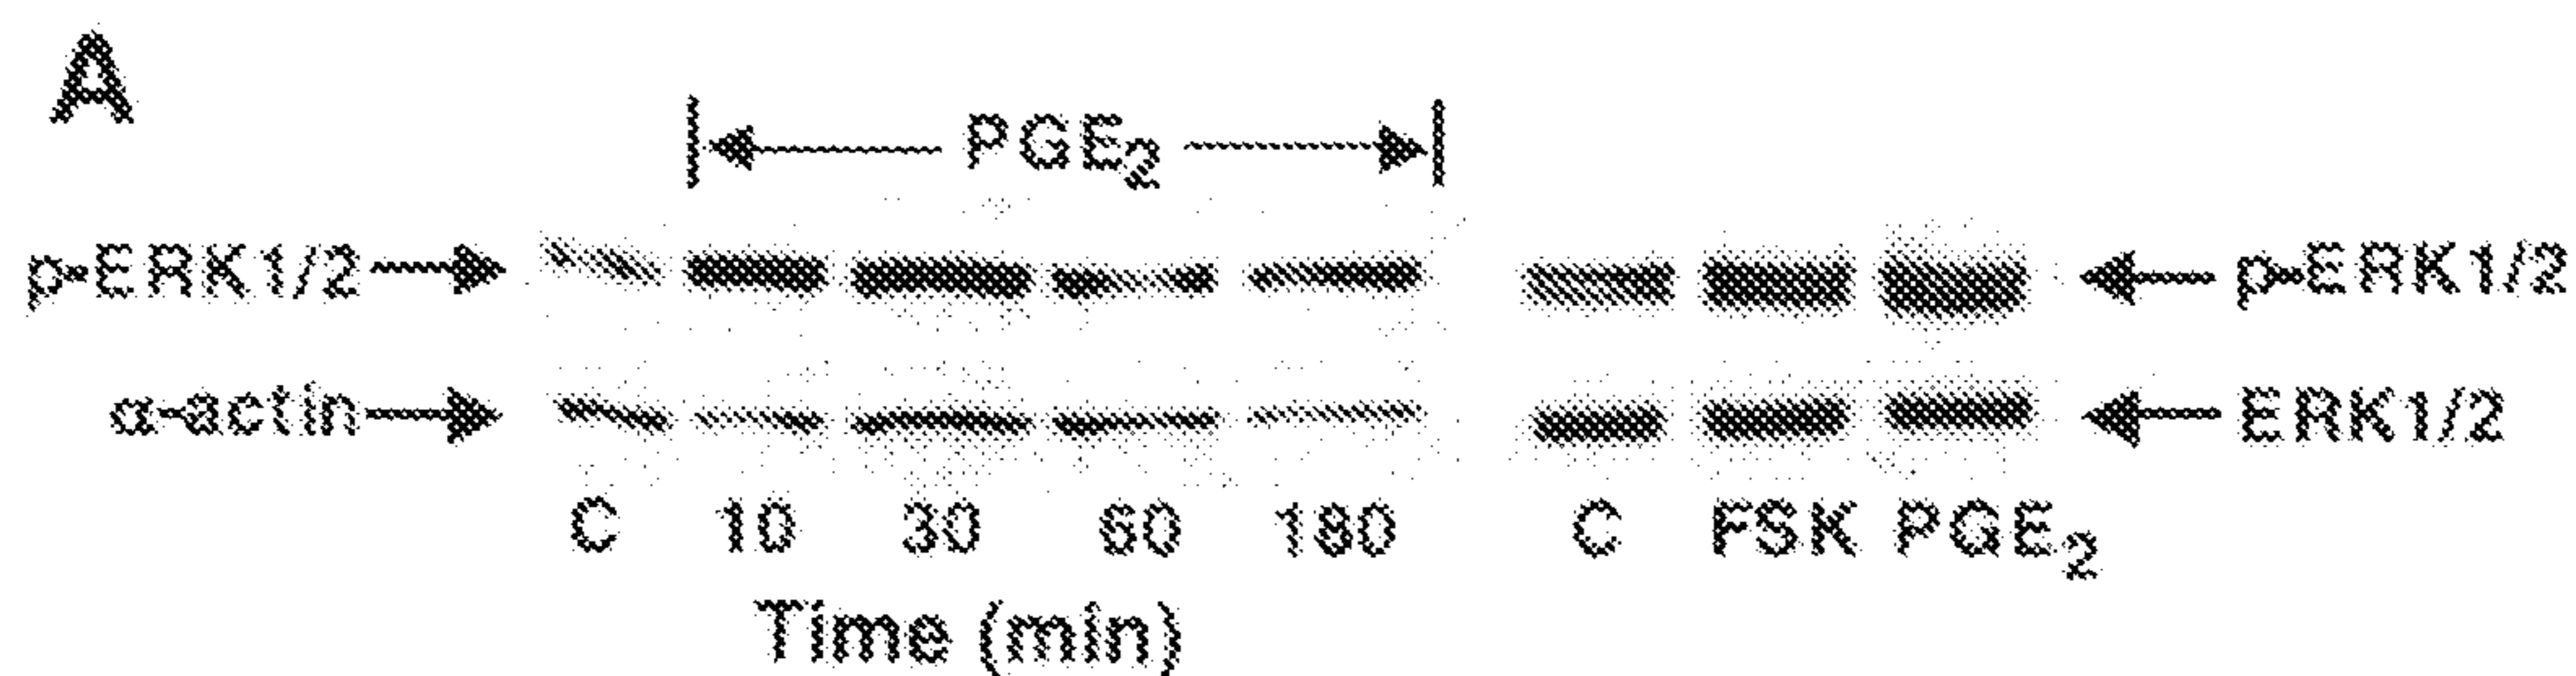 A
PGE₂
p-ERK1/2 p-ERK1/2
α-actin ERK1/2
C 10 30 60 180 C FSK PGE₂
Time (min)